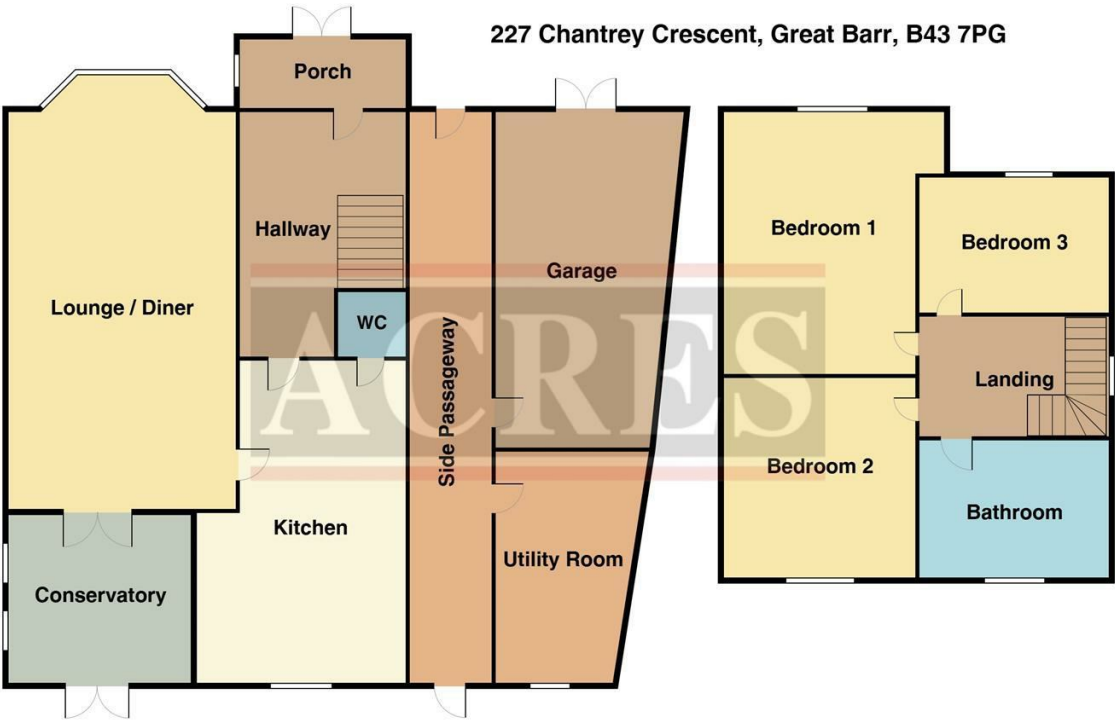 227 Chantrey Crescent, Great Barr, B43 7PG
Porch
Hallway
Lounge / Diner
WC
Garage
Side Passageway
Kitchen
Utility Room
Conservatory
Bedroom 1
Bedroom 3
Landing
Bedroom 2
Bathroom
ACRES